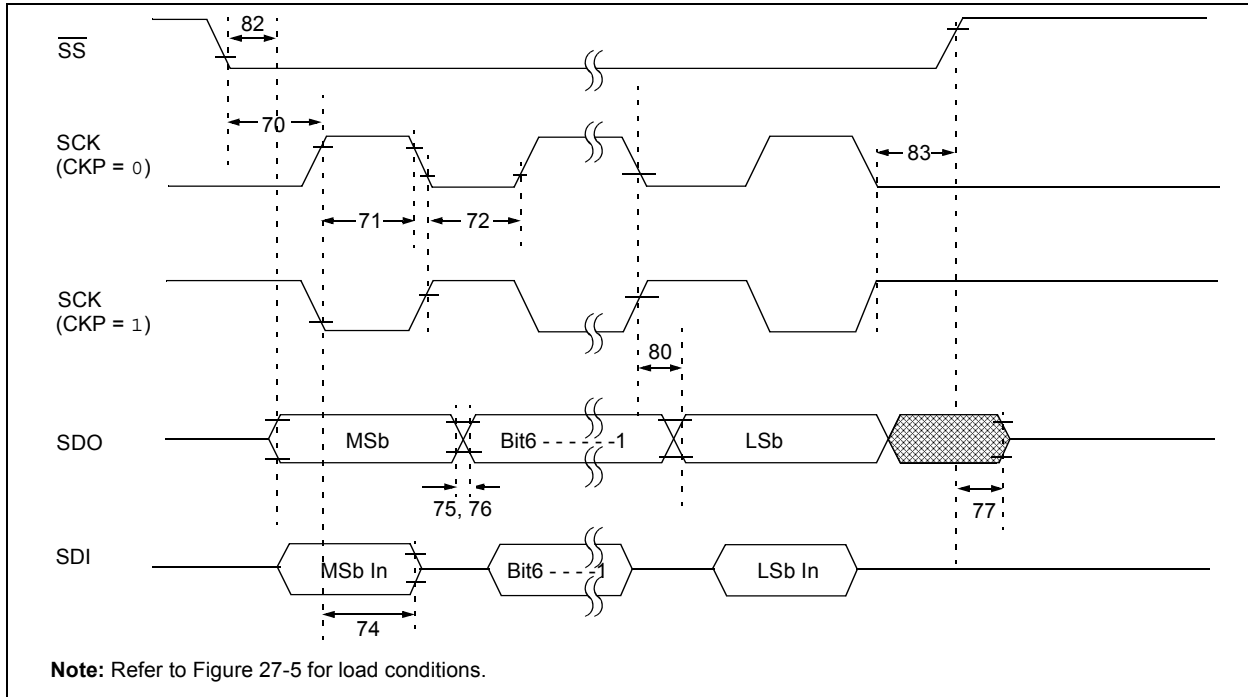 82
SS
70
SCK
(CKP = 0)
83
71
72
SCK
(CKP = 1)
80
SDO
MSb
Bit6 - - - - - -1
LSb
75, 76
77
SDI
MSb In
Bit6 - - - -1
LSb In
74
Note: Refer to Figure 27-5 for load conditions.